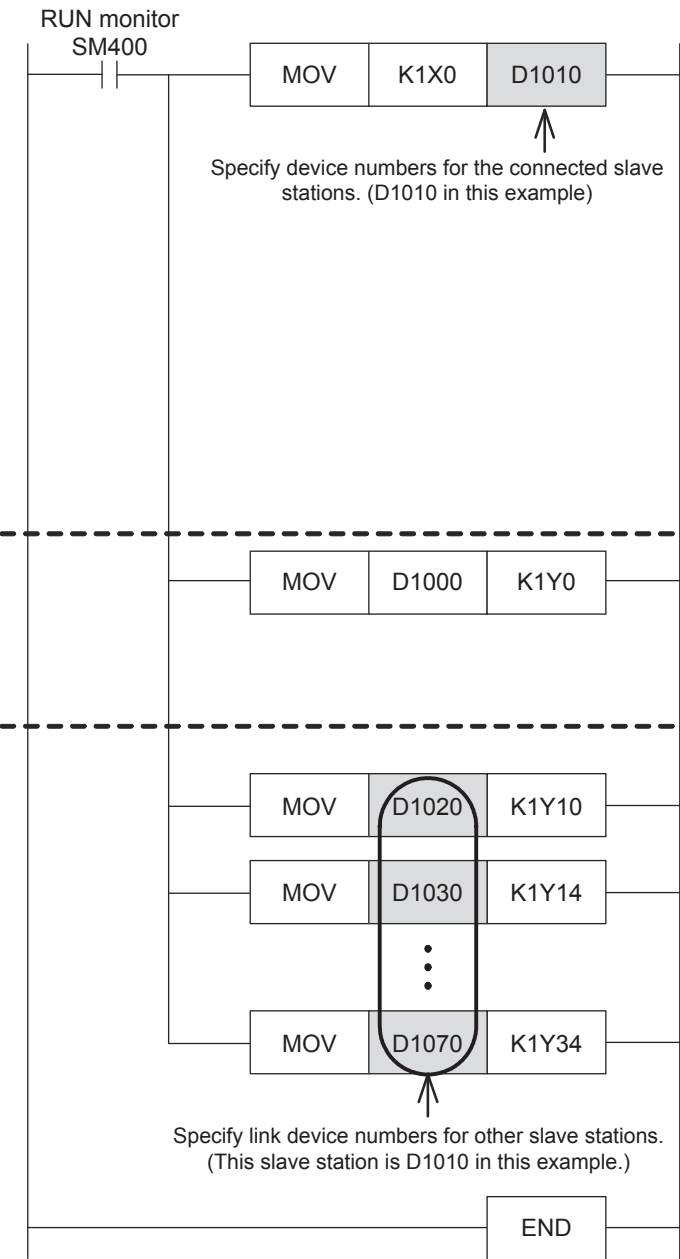 RUN monitor
SM400
MOV K1X0 D1010
Specify device numbers for the connected slave
stations. (D1010 in this example)
MOV D1000 K1Y0
MOV D1020 K1Y10
MOV D1030 K1Y14
MOV D1070 K1Y34
Specify link device numbers for other slave stations.
(This slave station is D1010 in this example.)
END